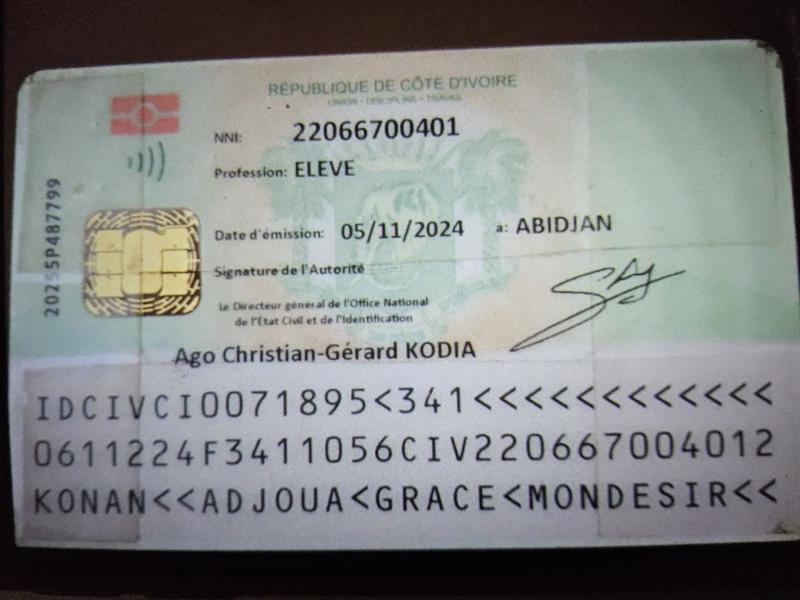 RÉPUBLIQUE DE CÔTE D'IVOIRE
UNION - DISCIPLINE - TRAVAIL
NNI: 22066700401
Profession: ELEVE
Date d'émission: 05/11/2024 à: ABIDJAN
Signature de l'Autorité
Le Directeur général de l'Office National
de l'État Civil et de l'Identification
Ago Christian-Gérard KODIA
IDCIVCI0071895<341<<<<<<<<<<<<
0611224F3411056CIV220667004012
KONAN<<ADJOUA<GRACE<MONDESIR<<